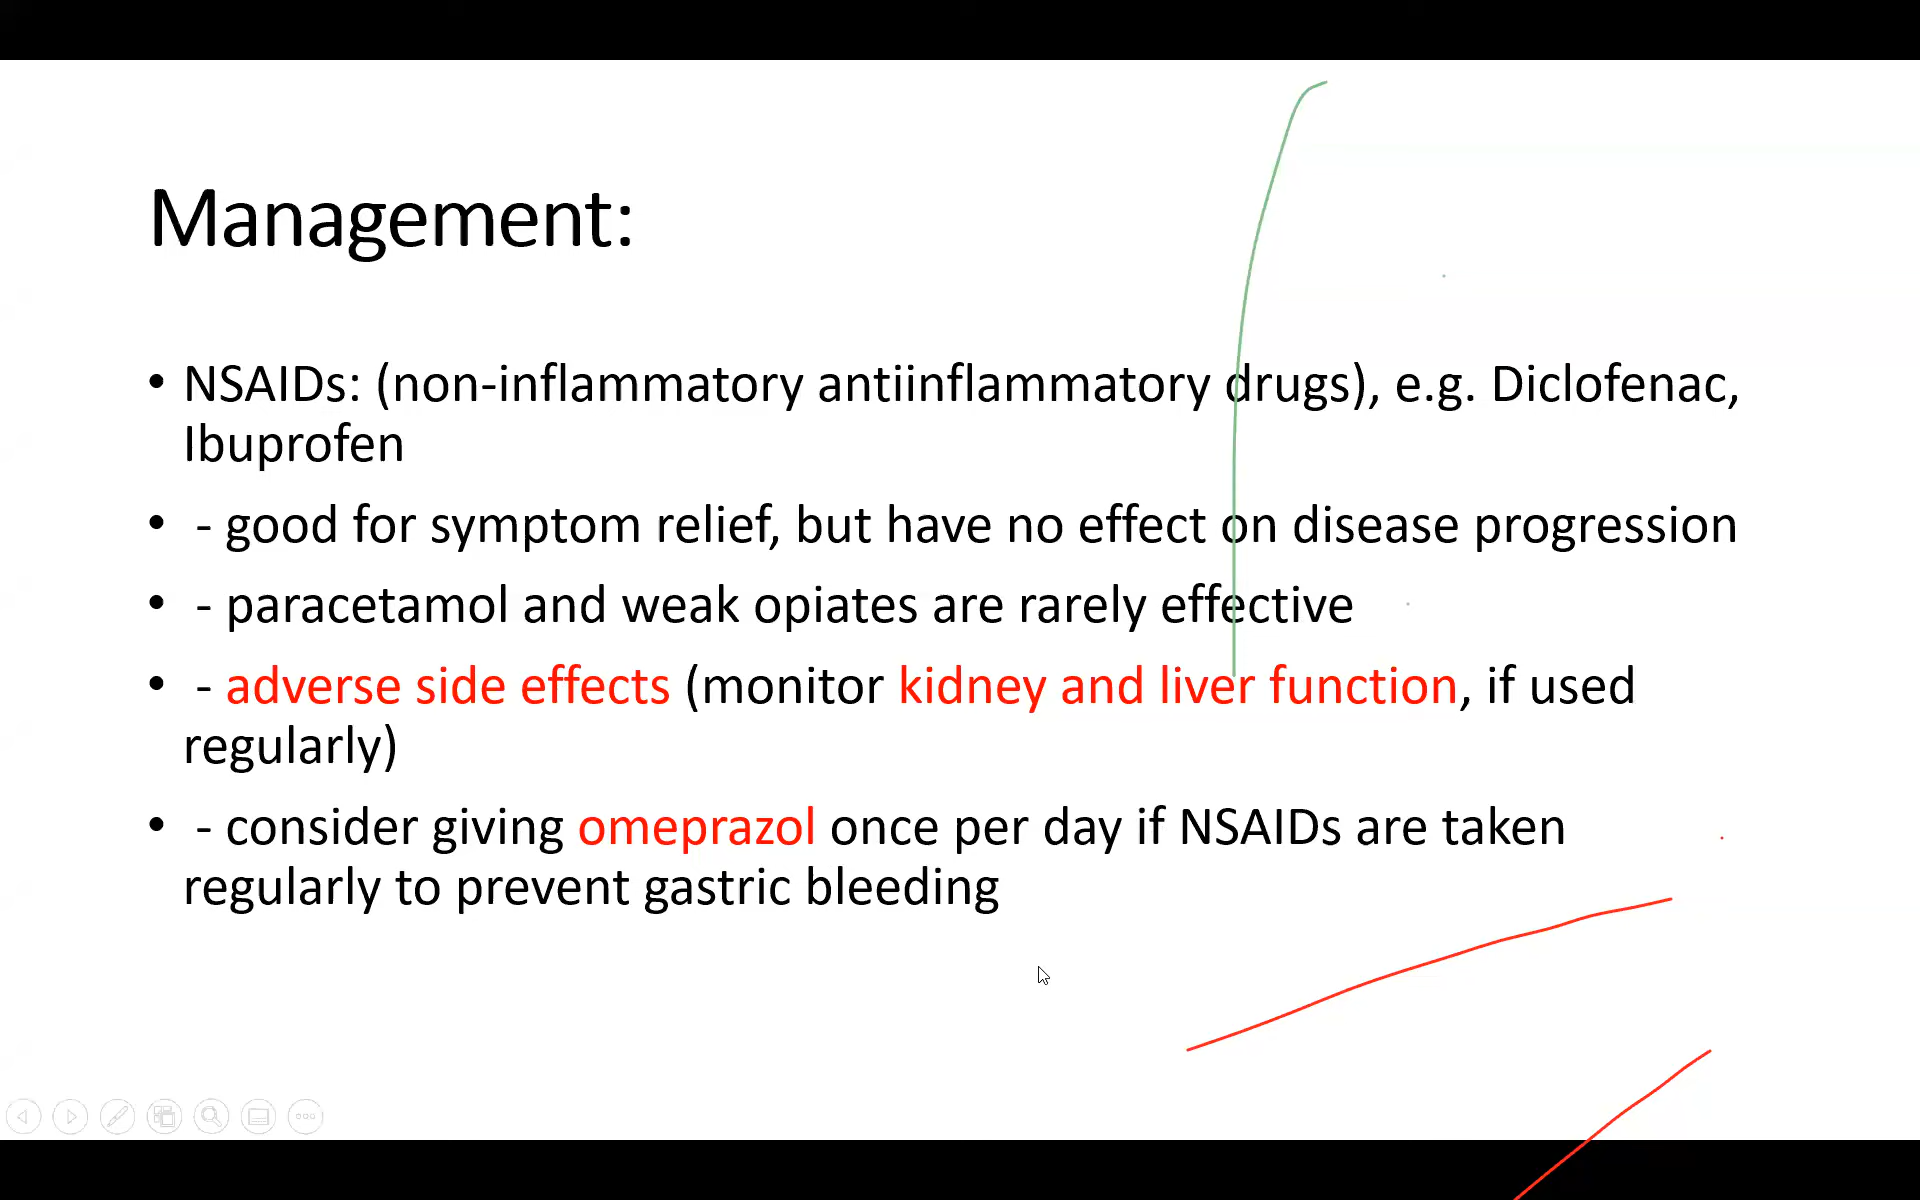 Management:
• NSAIDs: (non-inflammatory antiinflammatory drugs), e.g. Diclofenac,
Ibuprofen
• - good for symptom relief, but have no effect on disease progression
• - paracetamol and weak opiates are rarely effective
• - adverse side effects (monitor kidney and liver function, if used
regularly)
• - consider giving omeprazol once per day if NSAIDs are taken
regularly to prevent gastric bleeding